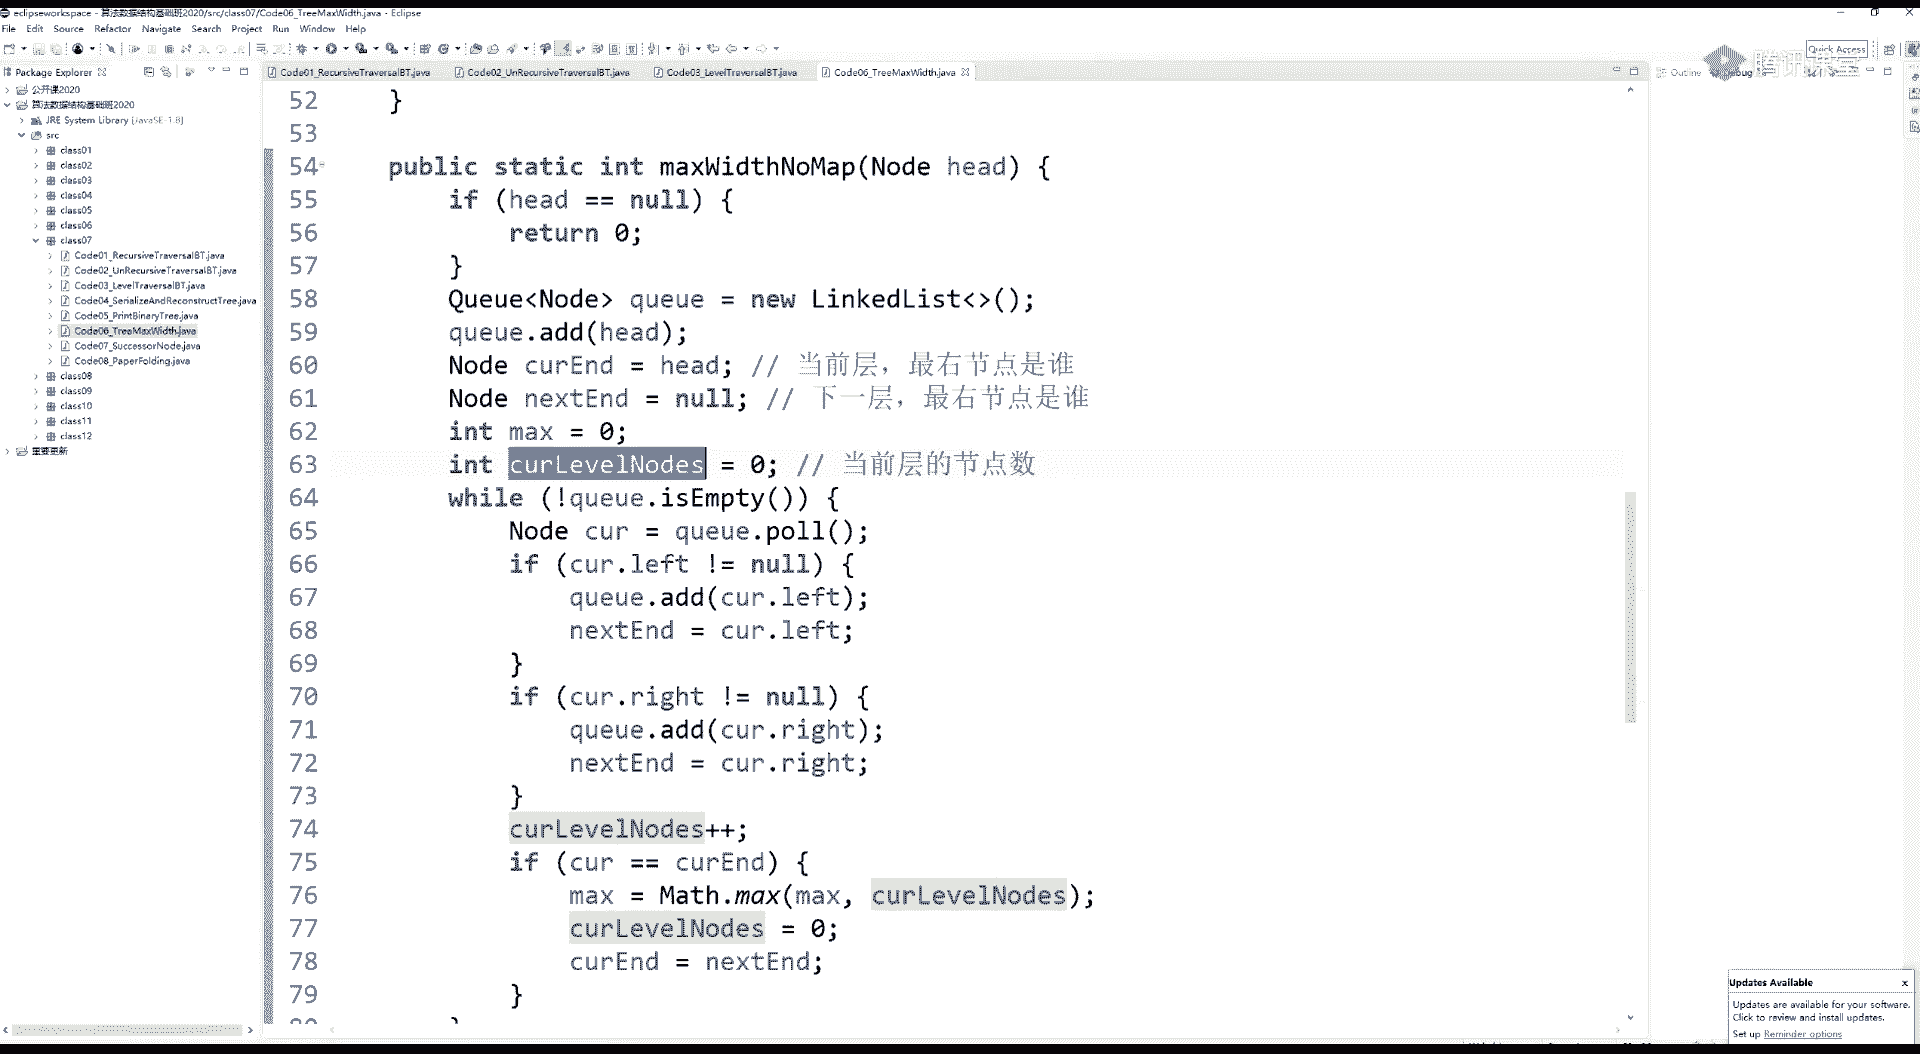 eclipseworkspace - 算法数据结构基础班2020/src/class07/Code06_TreeMaxWidth.java - Eclipse
File Edit Source Refactor Navigate Search Project Run Window Help
Quick Access
腾讯课堂
Package Explorer
Code01_RecursiveTraversalBT.java
Code02_UnRecursiveTraversalBT.java
Code03_LevelTraversalBT.java
Code06_TreeMaxWidth.java
Outline
Debug
公开课2020
算法数据结构基础班2020
JRE System Library [JavaSE-1.8]
src
class01
class02
class03
class04
class05
class06
class07
Code01_RecursiveTraversalBT.java
Code02_UnRecursiveTraversalBT.java
Code03_LevelTraversalBT.java
Code04_SerializeAndReconstructTree.java
Code05_PrintBinaryTree.java
Code06_TreeMaxWidth.java
Code07_SuccessorNode.java
Code08_PaperFolding.java
class08
class09
class10
class11
class12
重要更新
52 }
53
54 public static int maxWidthNoMap(Node head) {
55 if (head == null) {
56 return 0;
57 }
58 Queue<Node> queue = new LinkedList<>();
59 queue.add(head);
60 Node curEnd = head; // 当前层，最右节点是谁
61 Node nextEnd = null; // 下一层，最右节点是谁
62 int max = 0;
63 int curLevelNodes = 0; // 当前层的节点数
64 while (!queue.isEmpty()) {
65 Node cur = queue.poll();
66 if (cur.left != null) {
67 queue.add(cur.left);
68 nextEnd = cur.left;
69 }
70 if (cur.right != null) {
71 queue.add(cur.right);
72 nextEnd = cur.right;
73 }
74 curLevelNodes++;
75 if (cur == curEnd) {
76 max = Math.max(max, curLevelNodes);
77 curLevelNodes = 0;
78 curEnd = nextEnd;
79 }
Updates Available
Updates are available for your software.
Click to review and install updates.
Set up Reminder options